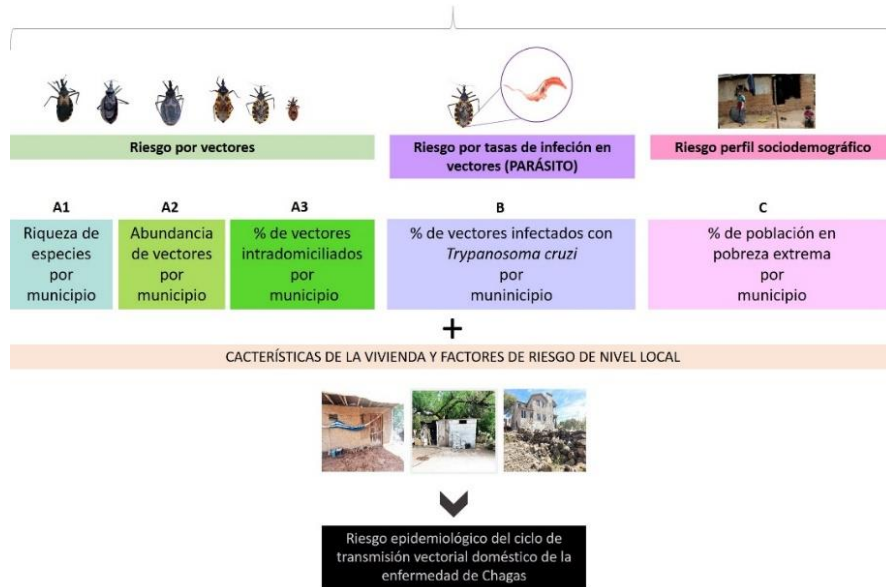 Riesgo por vectores
Riesgo por tasas de infeción en
vectores (PARÁSITO)
Riesgo perfil sociodemográfico
A1
Riqueza de
especies
por
municipio
A2
Abundancia
de vectores
por
municipio
A3
% de vectores
intradomiciliados
por
municipio
B
% de vectores infectados con
Trypanosoma cruzi
por
muninicipio
C
% de población en
pobreza extrema
por
municipio
+
CACTERÍSTICAS DE LA VIVIENDA Y FACTORES DE RIESGO DE NIVEL LOCAL
Riesgo epidemiológico del ciclo de
transmisión vectorial doméstico de la
enfermedad de Chagas